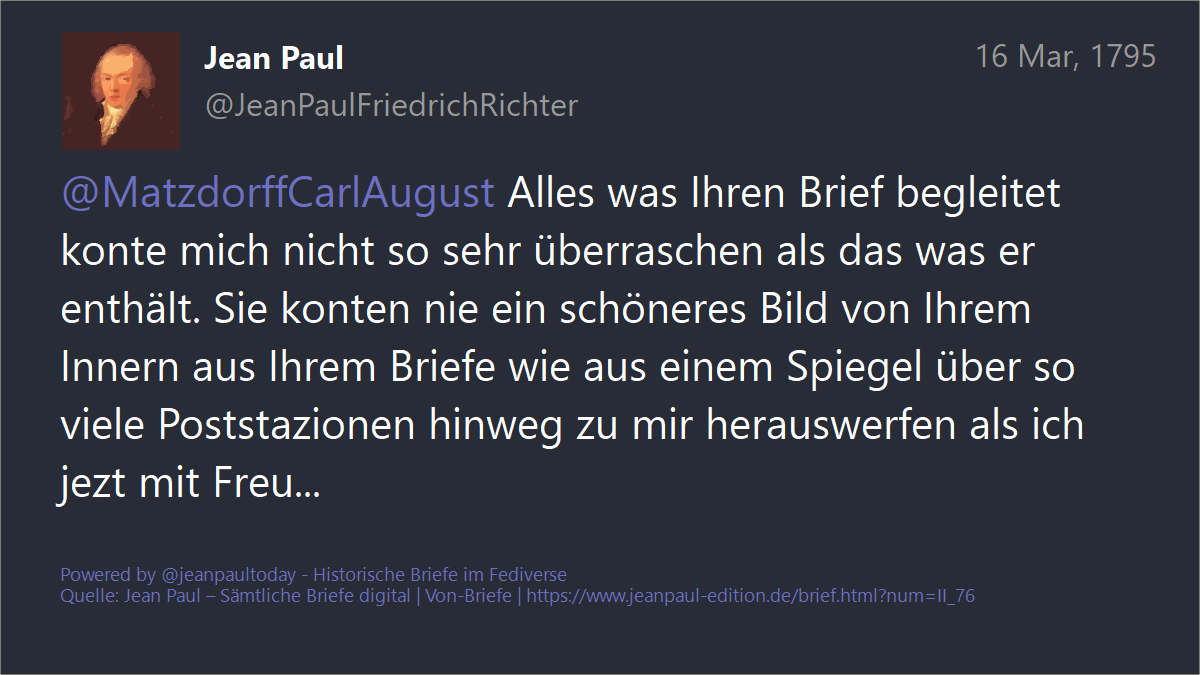 Jean Paul
16 Mar, 1795
@JeanPaulFriedrichRichter
@MatzdorffCarlAugust Alles was Ihren Brief begleitet
konte mich nicht so sehr überraschen als das was er
enthält. Sie konten nie ein schöneres Bild von Ihrem
Innern aus Ihrem Briefe wie aus einem Spiegel über so
viele Poststazionen hinweg zu mir herauswerfen als ich
jezt mit Freu...
Powered by @jeanpaultoday - Historische Briefe im Fediverse
Quelle: Jean Paul – Sämtliche Briefe digital | Von-Briefe | https://www.jeanpaul-edition.de/brief.html?num=II_76